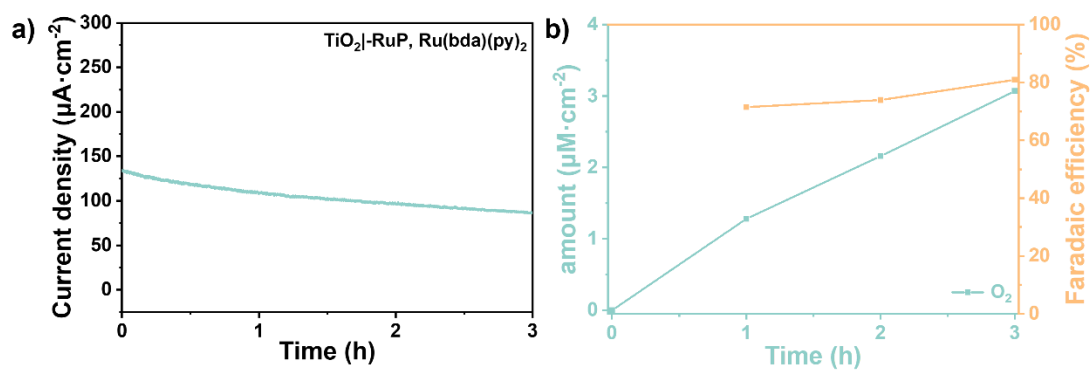 a)
TiO₂|-RuP, Ru(bda)(py)₂
Current density (μA·cm⁻²)
300
250
200
150
100
50
0
0 1 2 3
Time (h)
b)
amount (μM·cm⁻²)
4
3
2
1
0
O₂
0 1 2 3
Time (h)
100
80
60
40
20
0
Faradaic efficiency (%)